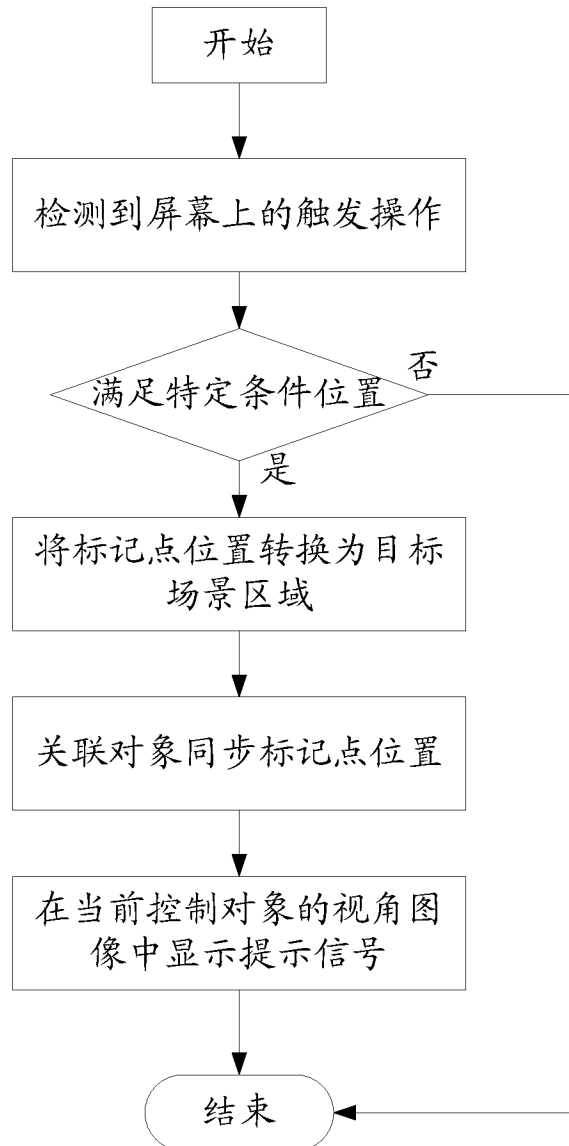 开始
检测到屏幕上的触发操作
满足特定条件位置
否
是
将标记点位置转换为目标
场景区域
关联对象同步标记点位置
在当前控制对象的视角图
像中显示提示信号
结束